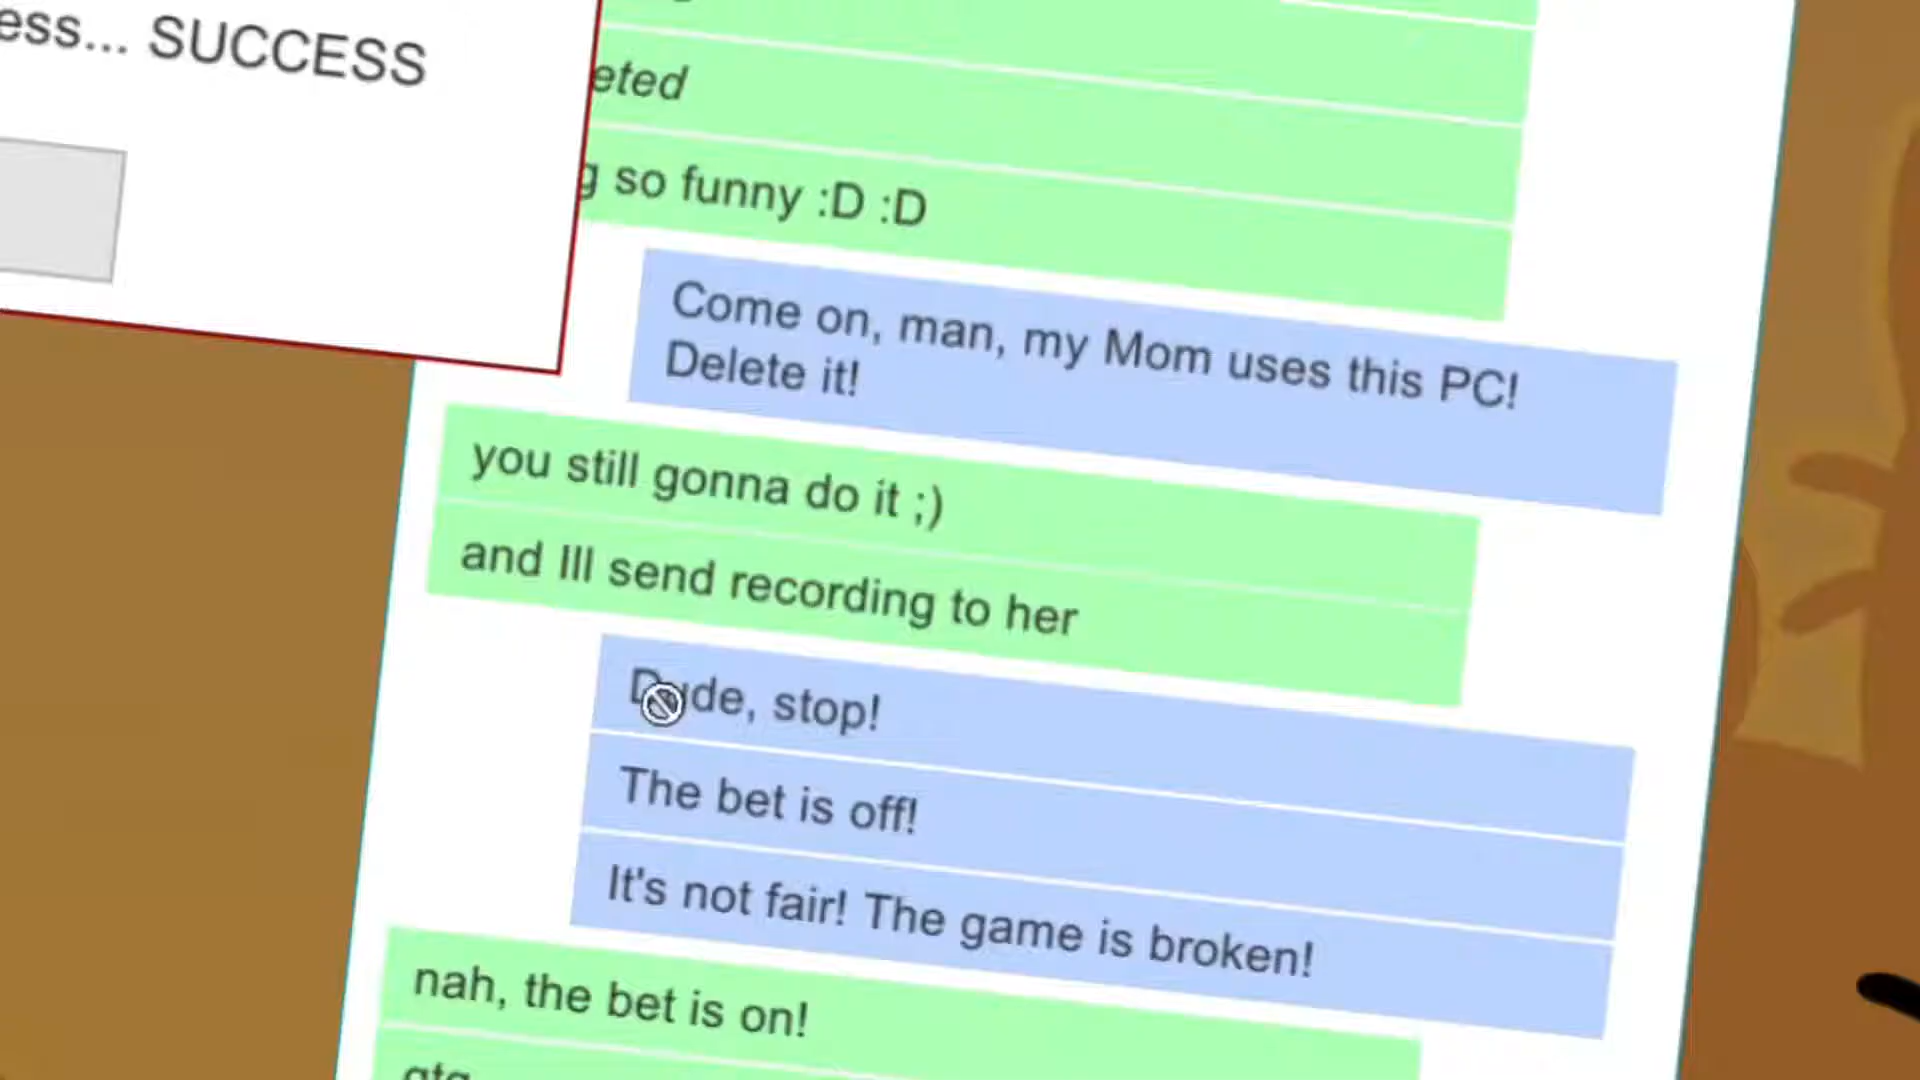 ess... SUCCESS
eted
g so funny :D :D
Come on, man, my Mom uses this PC!
Delete it!
you still gonna do it ;)
and Ill send recording to her
Dude, stop!
The bet is off!
It's not fair! The game is broken!
nah, the bet is on!
gtg